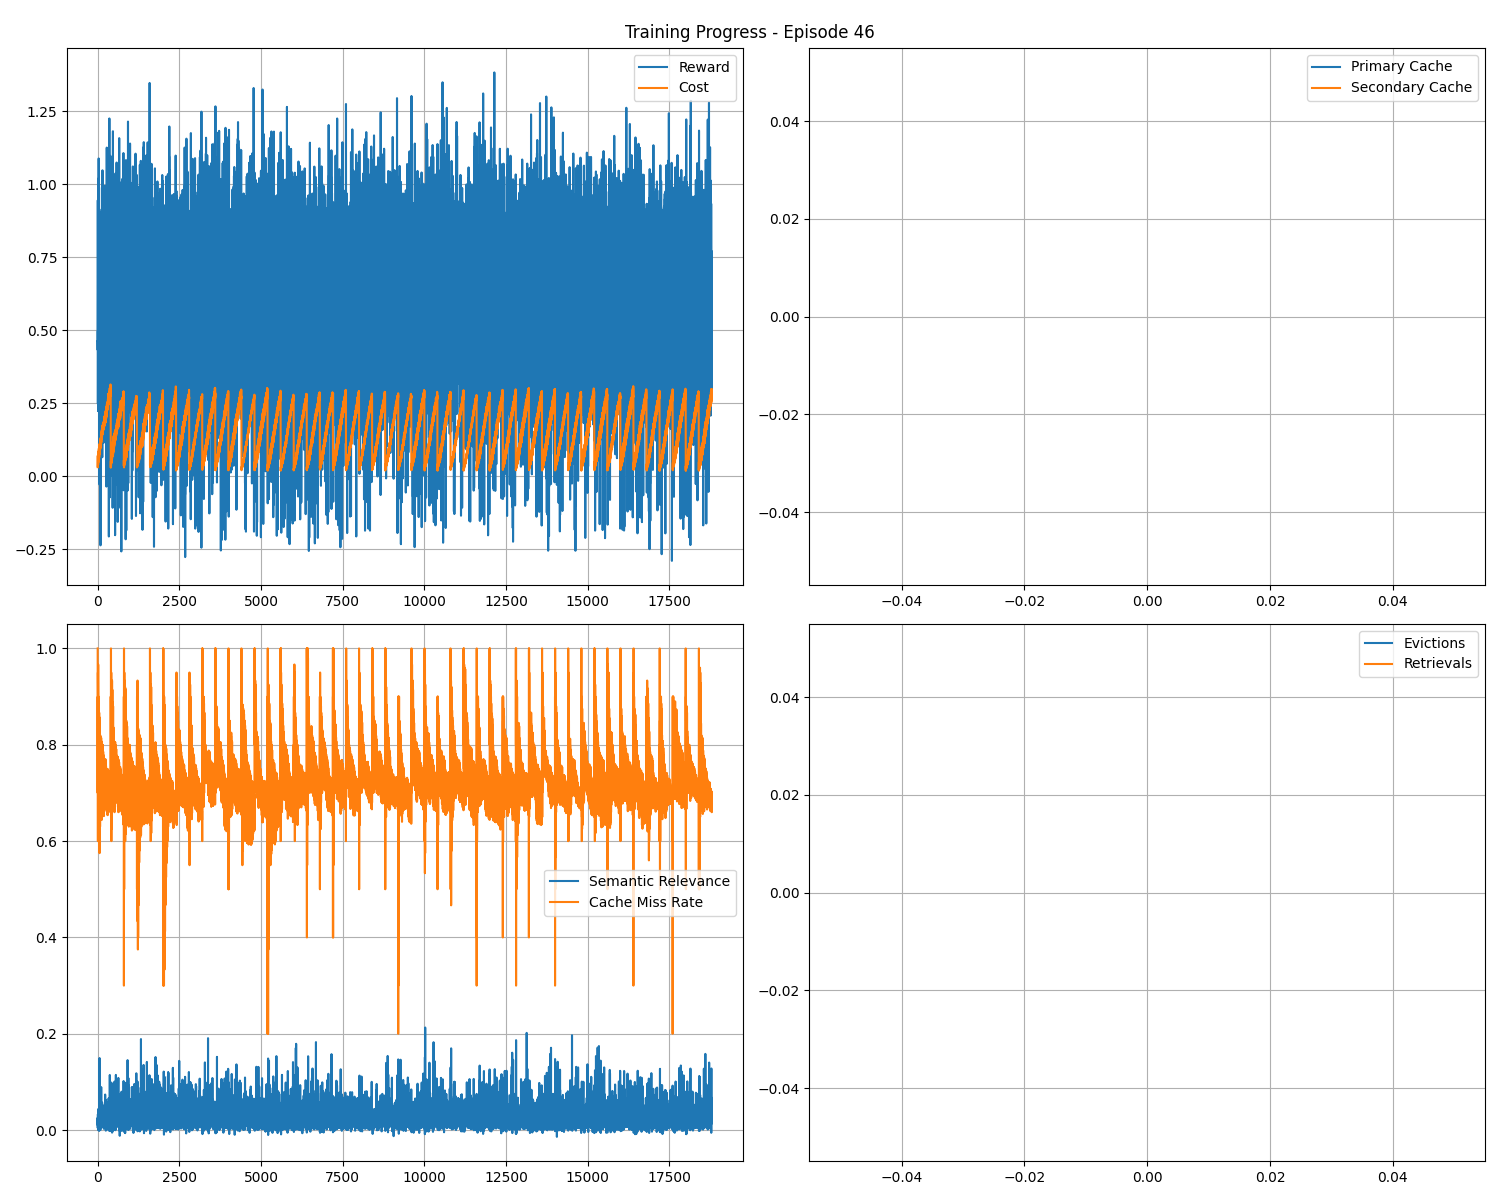 Training Progress - Episode 46
Reward
Cost
1.25
1.00
0.75
0.50
0.25
0.00
−0.25
0 2500 5000 7500 10000 12500 15000 17500
Primary Cache
Secondary Cache
0.04
0.02
0.00
−0.02
−0.04
−0.04 −0.02 0.00 0.02 0.04
1.0
0.8
0.6
0.4
0.2
0.0
Semantic Relevance
Cache Miss Rate
0 2500 5000 7500 10000 12500 15000 17500
Evictions
Retrievals
0.04
0.02
0.00
−0.02
−0.04
−0.04 −0.02 0.00 0.02 0.04